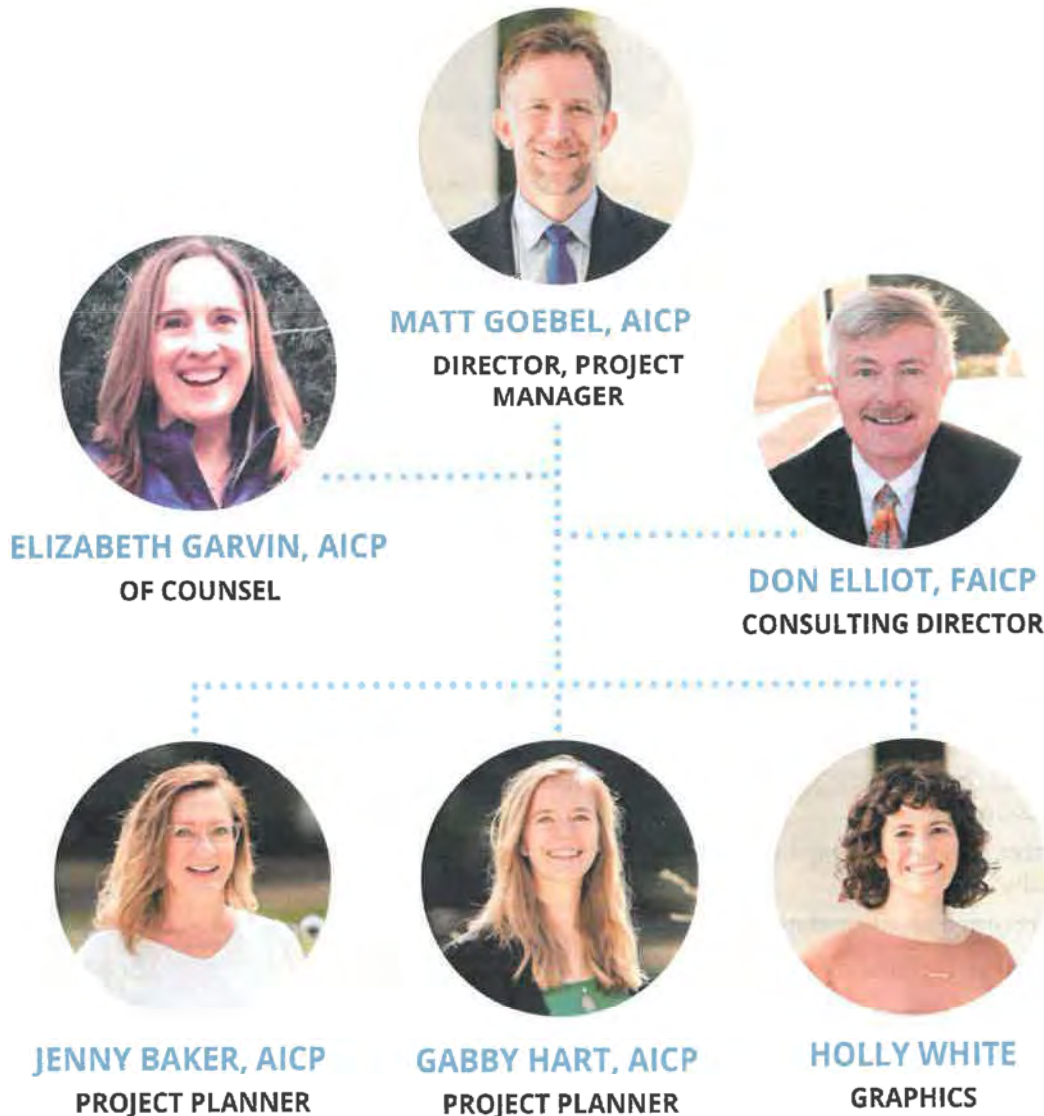 MATT GOEBEL, AICP
DIRECTOR, PROJECT
MANAGER
ELIZABETH GARVIN, AICP
OF COUNSEL
DON ELLIOT, FAICP
CONSULTING DIRECTOR
JENNY BAKER, AICP
PROJECT PLANNER
GABBY HART, AICP
PROJECT PLANNER
HOLLY WHITE
GRAPHICS